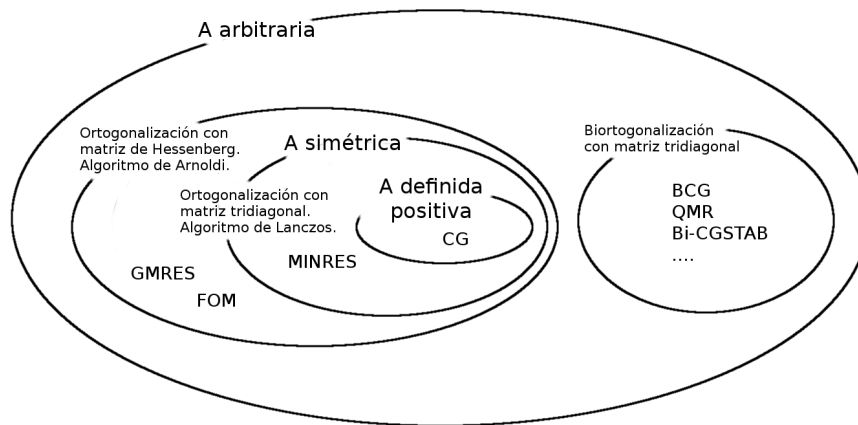 A arbitraria
Ortogonalización con
matriz de Hessenberg.
Algoritmo de Arnoldi.
A simétrica
Ortogonalización con
matriz tridiagonal.
Algoritmo de Lanczos.
A definida
positiva
CG
MINRES
GMRES
FOM
Biortogonalización
con matriz tridiagonal
BCG
QMR
Bi-CGSTAB
....